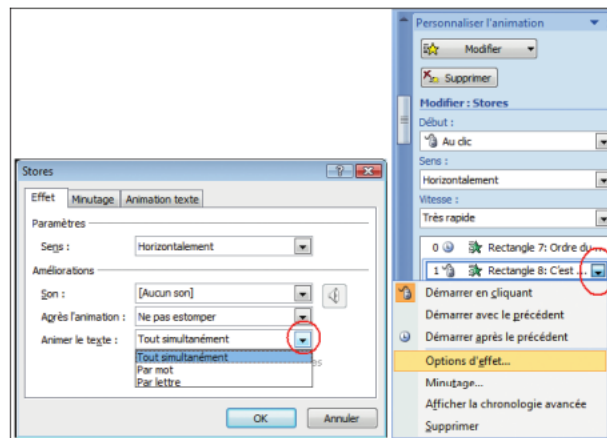 Personnaliser l'animation
Modifier
Supprimer
Modifier : Stores
Début :
Au clic
Sens :
Horizontalement
Vitesse :
Très rapide
0 Rectangle 7: Ordre du...
1 Rectangle 8: C'est ...
Démarrer en cliquant
Démarrer avec le précédent
Démarrer après le précédent
Options d'effet...
Minutage...
Afficher la chronologie avancée
Supprimer
Stores
Effet Minutage Animation texte
Paramètres
Sens : Horizontalement
Améliorations
Son : [Aucun son]
Après l'animation : Ne pas estomper
Animer le texte : Tout simultanément
Tout simultanément
Par mot
Par lettre
OK Annuler